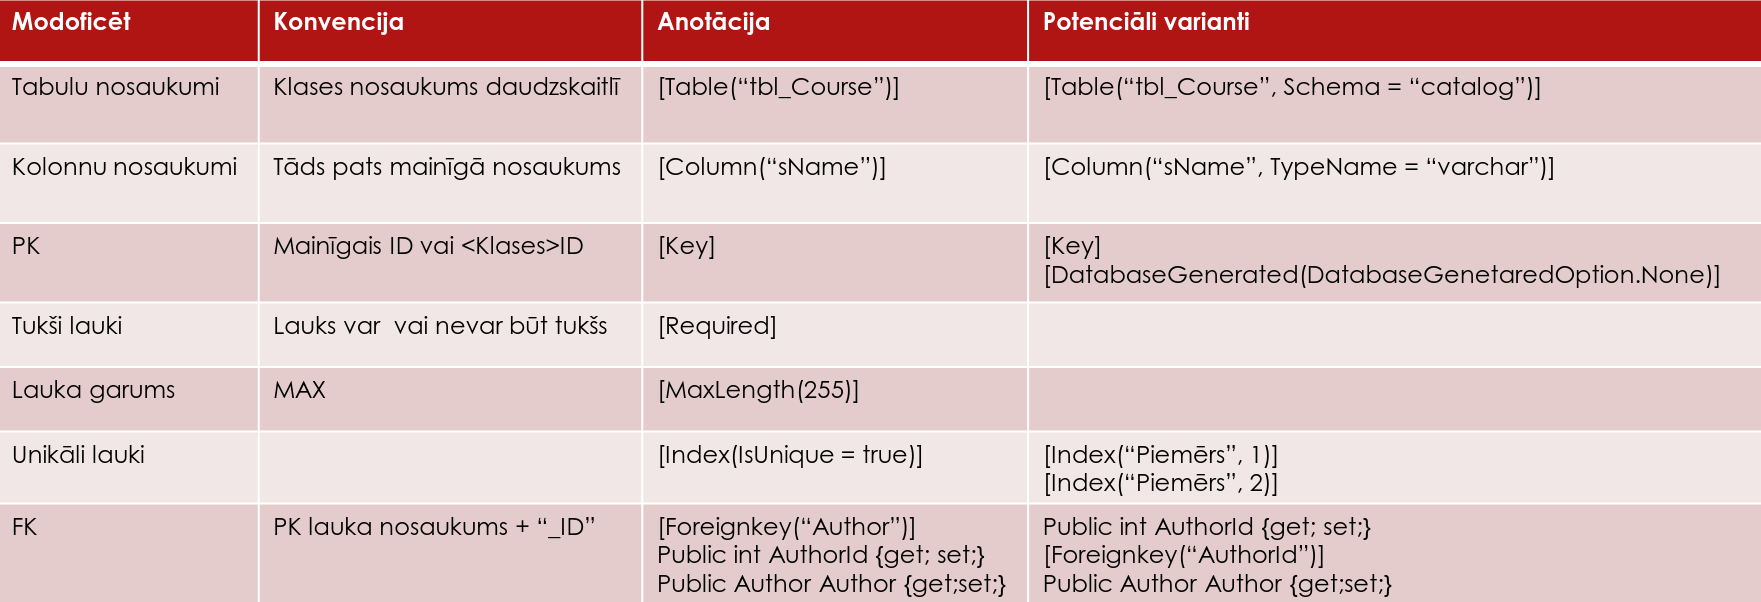 Modoficēt Konvencija Anotācija Potenciāli varianti
Tabulu nosaukumi Klases nosaukums daudzskaitlī [Table(“tbl_Course”)] [Table(“tbl_Course”, Schema = “catalog”)]
Kolonnu nosaukumi Tāds pats mainīgā nosaukums [Column(“sName”)] [Column(“sName”, TypeName = “varchar”)]
PK Mainīgais ID vai <Klases>ID [Key] [Key]
[DatabaseGenerated(DatabaseGenetaredOption.None)]
Tukši lauki Lauks var  vai nevar būt tukšs [Required]
Lauka garums MAX [MaxLength(255)]
Unikāli lauki [Index(IsUnique = true)] [Index(“Piemērs”, 1)]
[Index(“Piemērs”, 2)]
FK PK lauka nosaukums + “_ID” [Foreignkey(“Author”)] Public int AuthorId {get; set;}
Public int AuthorId {get; set;} [Foreignkey(“AuthorId”)]
Public Author Author {get;set;} Public Author Author {get;set;}